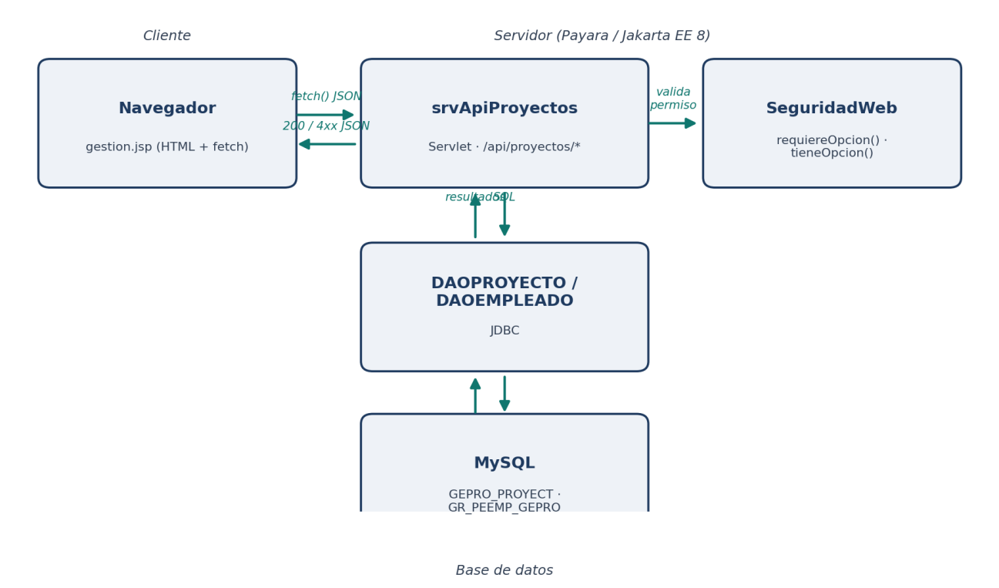 Cliente
Servidor (Payara / Jakarta EE 8)
Navegador
gestion.jsp (HTML + fetch)
fetch() JSON
200 / 4xx JSON
srvApiProyectos
Servlet · /api/proyectos/*
valida
permiso
SeguridadWeb
requiereOpcion() ·
tieneOpcion()
resultados
SQL
DAOPROYECTO /
DAOEMPLEADO
JDBC
MySQL
GEPRO_PROYECT ·
GR_PEEMP_GEPRO
Base de datos